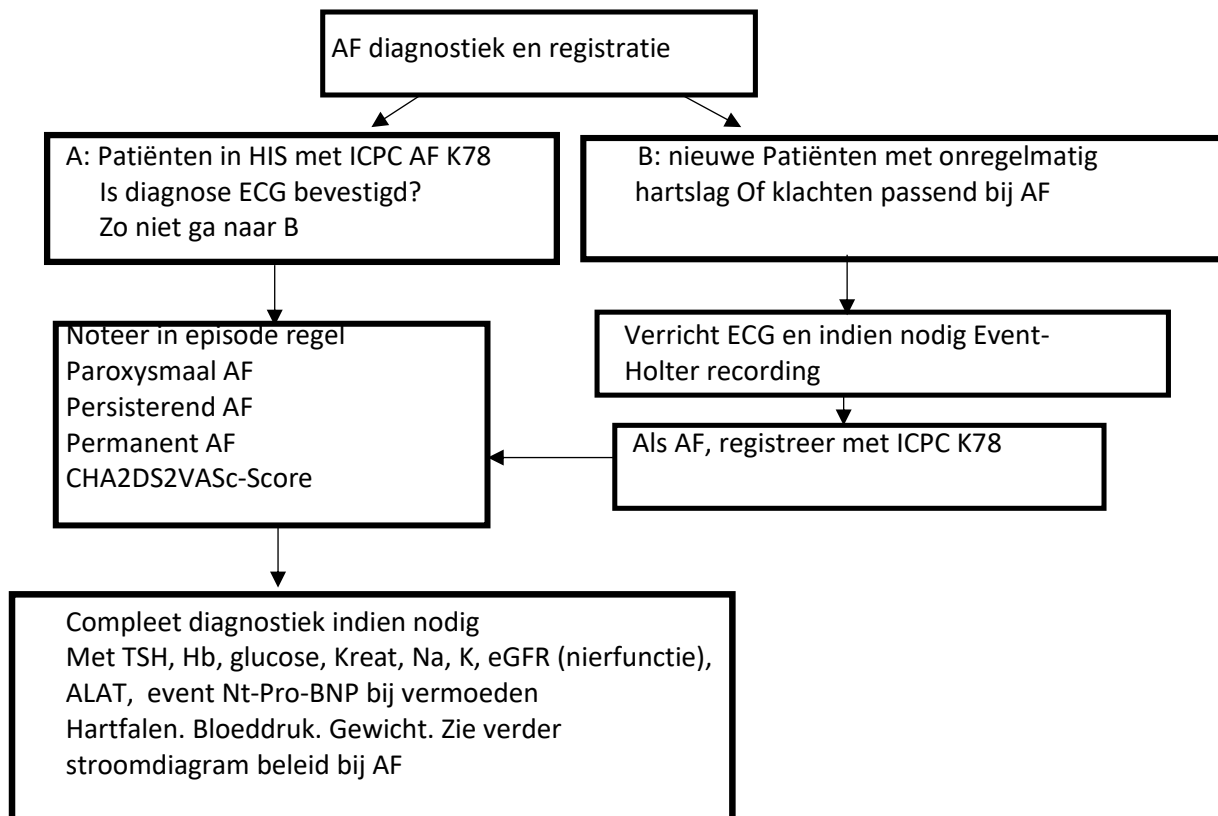 AF diagnostiek en registratie
A: Patiënten in HIS met ICPC AF K78
Is diagnose ECG bevestigd?
Zo niet ga naar B
B: nieuwe Patiënten met onregelmatig
hartslag Of klachten passend bij AF
Noteer in episode regel
Paroxysmaal AF
Persisterend AF
Permanent AF
CHA2DS2VASc-Score
Verricht ECG en indien nodig Event-
Holter recording
Als AF, registreer met ICPC K78
Compleet diagnostiek indien nodig
Met TSH, Hb, glucose, Kreat, Na, K, eGFR (nierfunctie),
ALAT, event Nt-Pro-BNP bij vermoeden
Hartfalen. Bloeddruk. Gewicht. Zie verder
stroomdiagram beleid bij AF